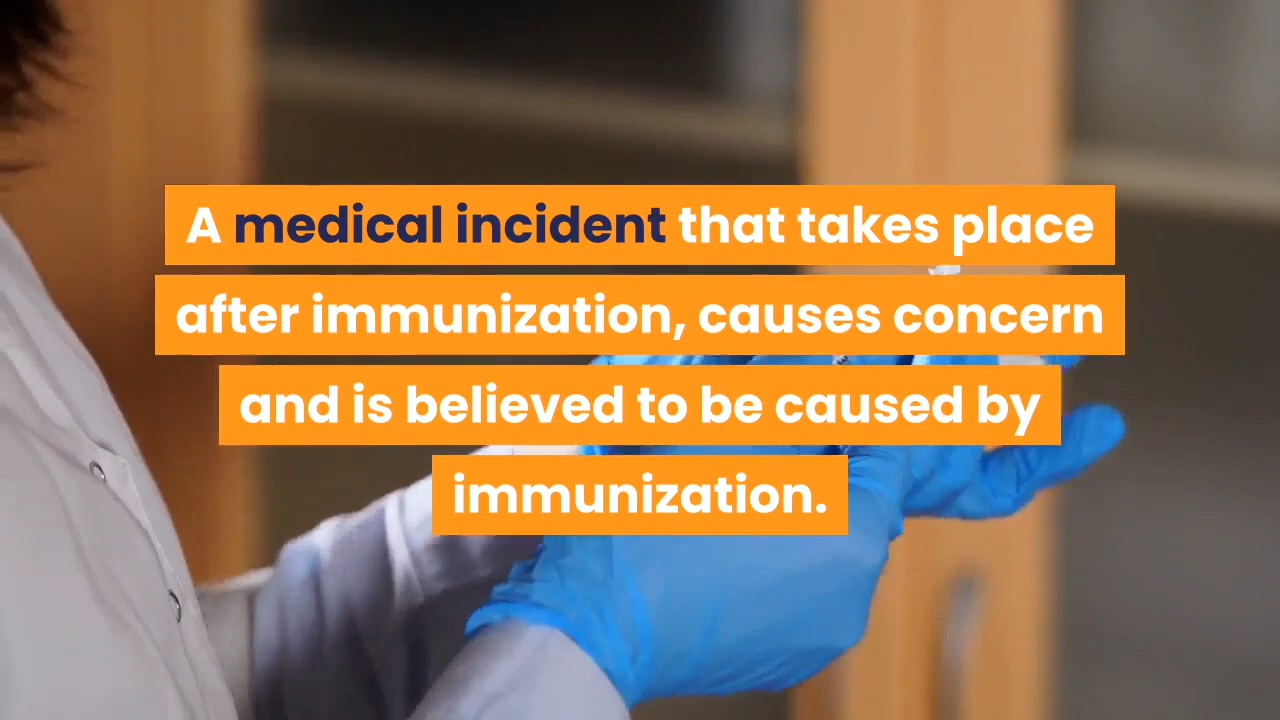 A medical incident that takes place
after immunization, causes concern
and is believed to be caused by
immunization.